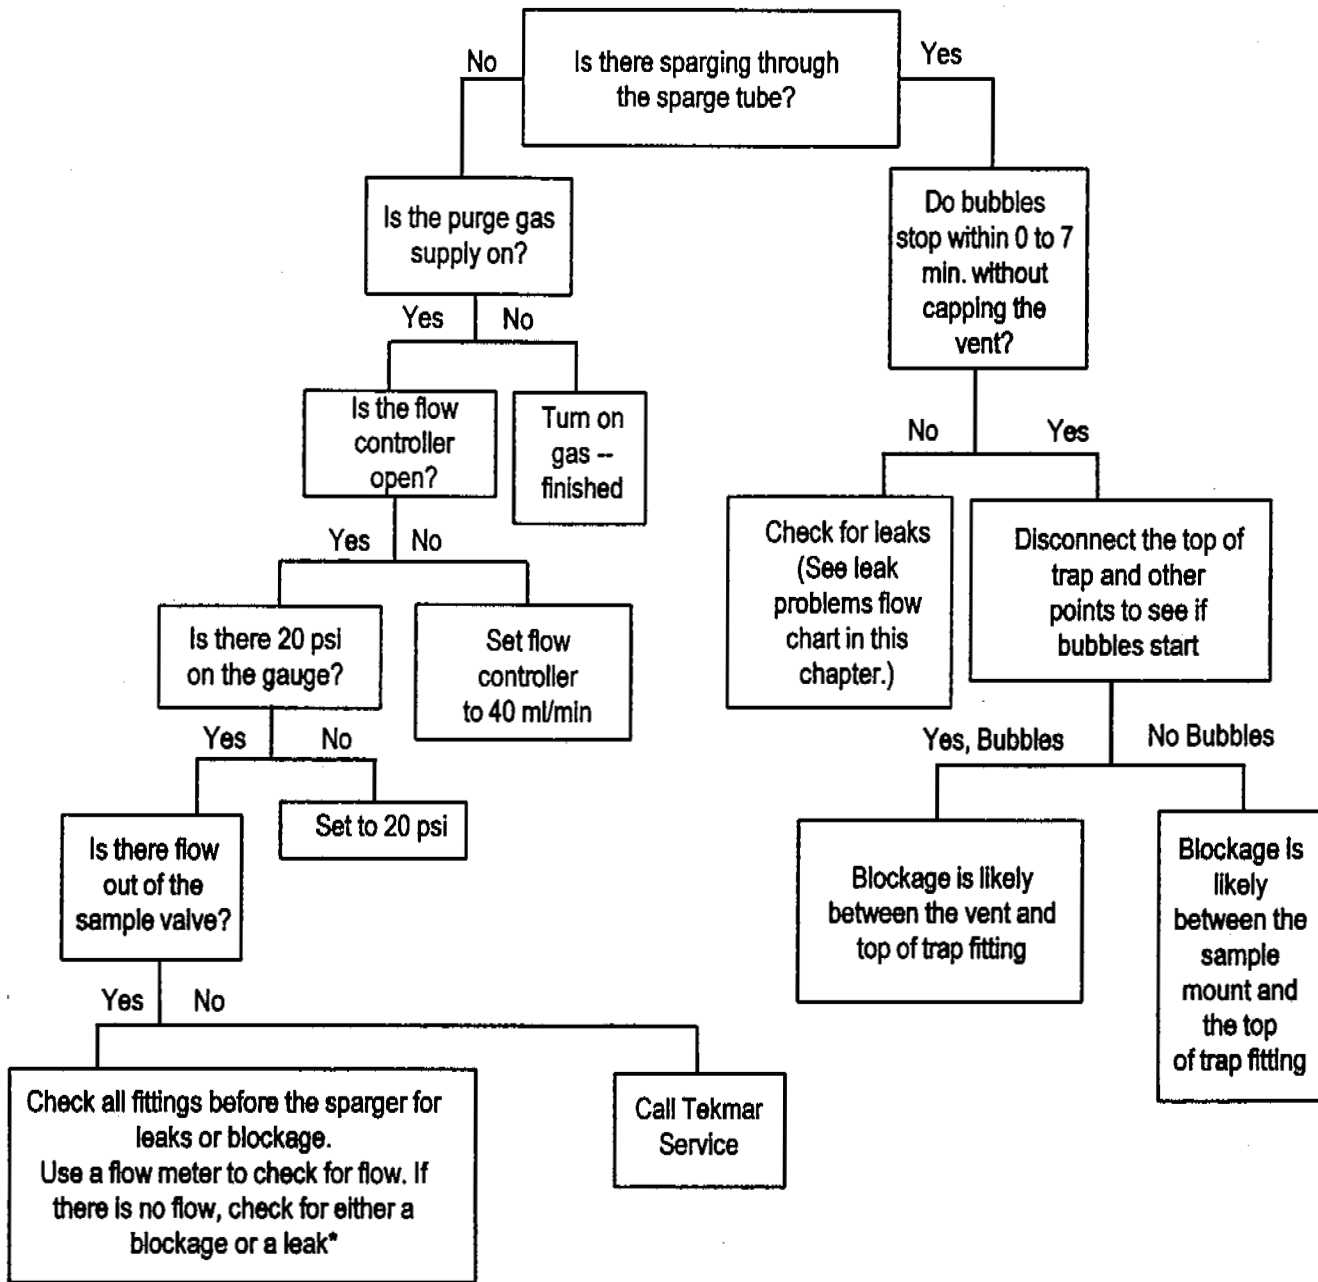 No
Is there sparging through
the sparge tube?
Yes
Is the purge gas
supply on?
Do bubbles
stop within 0 to 7
min. without
capping the
vent?
Yes
No
Is the flow
controller
open?
Turn on
gas --
finished
No
Yes
Yes
No
Check for leaks
(See leak
problems flow
chart in this
chapter.)
Disconnect the top of
trap and other
points to see if
bubbles start
Is there 20 psi
on the gauge?
Set flow
controller
to 40 ml/min
Yes
No
Yes, Bubbles
No Bubbles
Set to 20 psi
Is there flow
out of the
sample valve?
Blockage is likely
between the vent and
top of trap fitting
Blockage is
likely
between the
sample
mount and
the top
of trap fitting
Yes
No
Check all fittings before the sparger for
leaks or blockage.
Use a flow meter to check for flow. If
there is no flow, check for either a
blockage or a leak*
Call Tekmar
Service